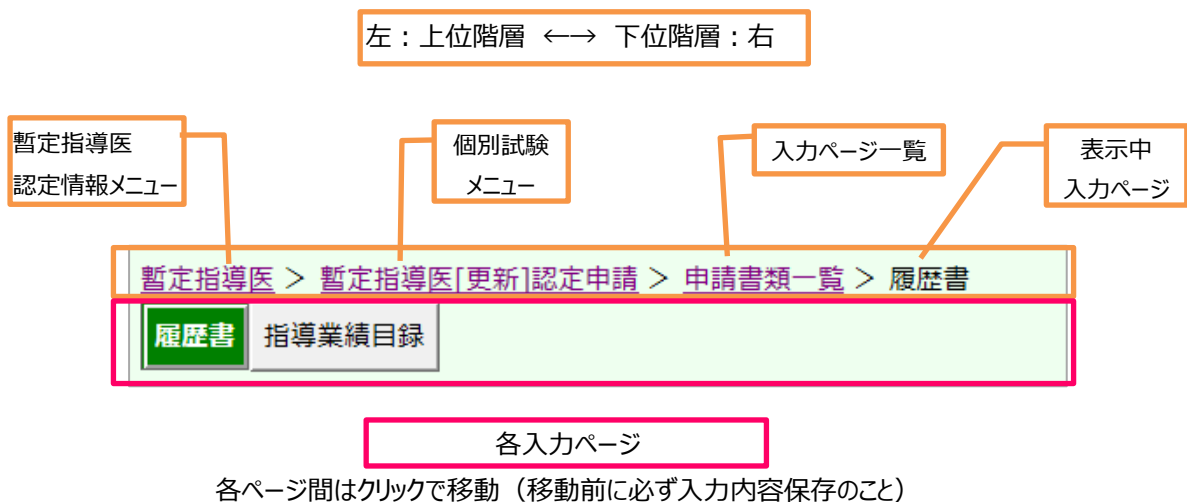 左：上位階層 ←→ 下位階層：右
暫定指導医
認定情報メニュー
個別試験
メニュー
入力ページ一覧
表示中
入力ページ
暫定指導医 ＞ 暫定指導医[更新]認定申請 ＞ 申請書類一覧 ＞ 履歴書
履歴書 指導業績目録
各入力ページ
各ページ間はクリックで移動（移動前に必ず入力内容保存のこと）